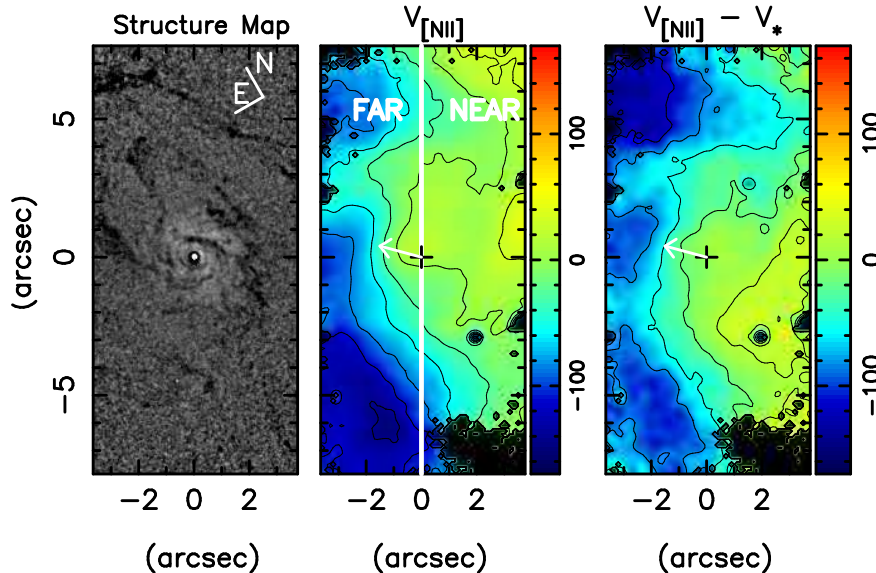 Structure Map
V[NII]
V[NII] − V*
N
E
FAR
NEAR
5
0
−5
(arcsec)
−2
0
2
(arcsec)
−2
0
2
(arcsec)
100
0
−100
−2
0
2
(arcsec)
100
0
−100